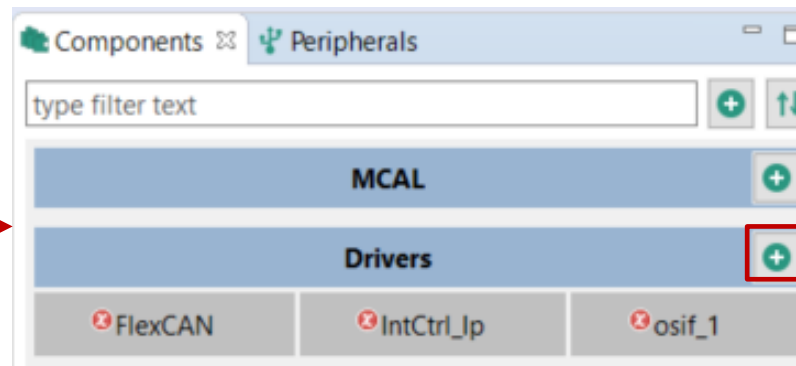 Components Peripherals
type filter text
MCAL
Drivers
FlexCAN IntCtrl_Ip osif_1